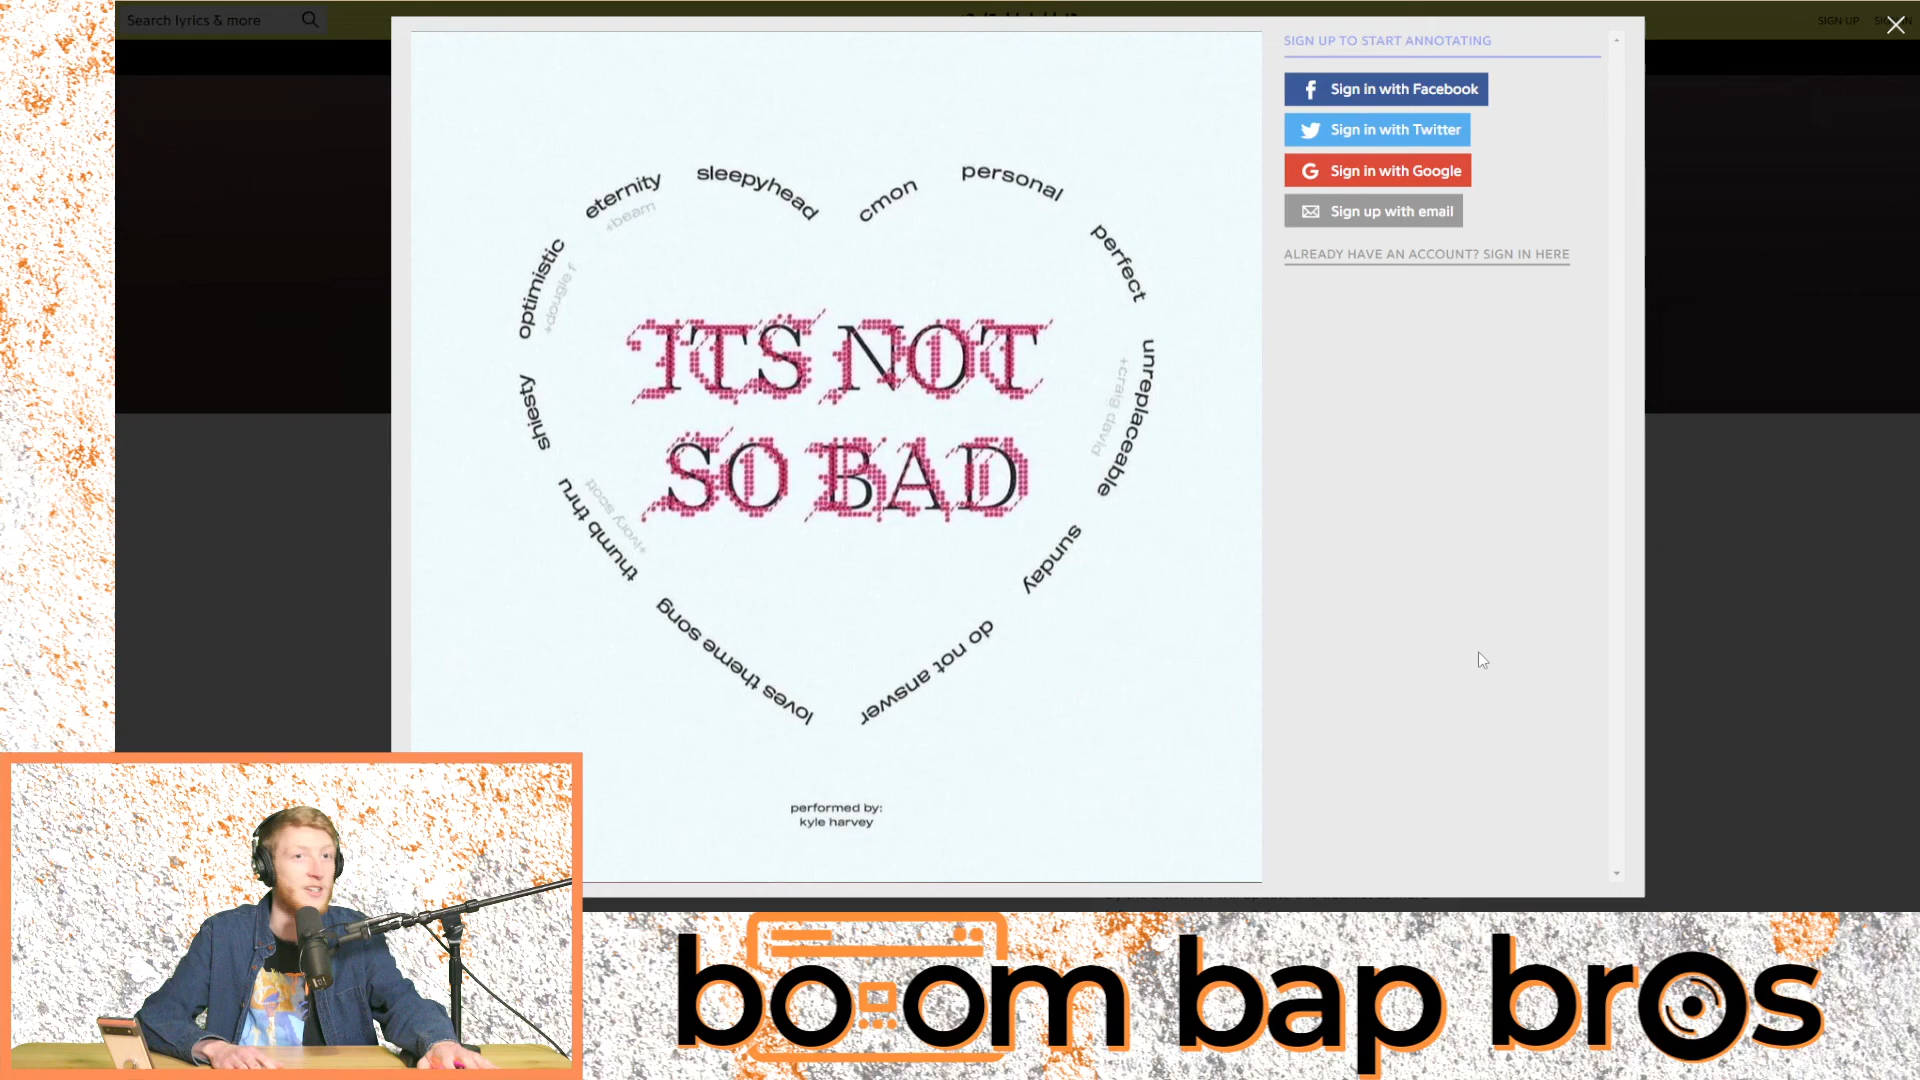 Search lyrics & more
SIGN UP
SIGN UP TO START ANNOTATING
Sign in with Facebook
Sign in with Twitter
Sign in with Google
Sign up with email
ALREADY HAVE AN ACCOUNT? SIGN IN HERE
eternity
+beam
sleepyhead
cmon
personal
perfect
unreplaceable
+craig david
sunday
do not answer
loves theme song
thumb thru
+ivory scott
shiesty
optimistic
+dougie f
ITS NOT
SO BAD
performed by:
kyle harvey
boom bap bros